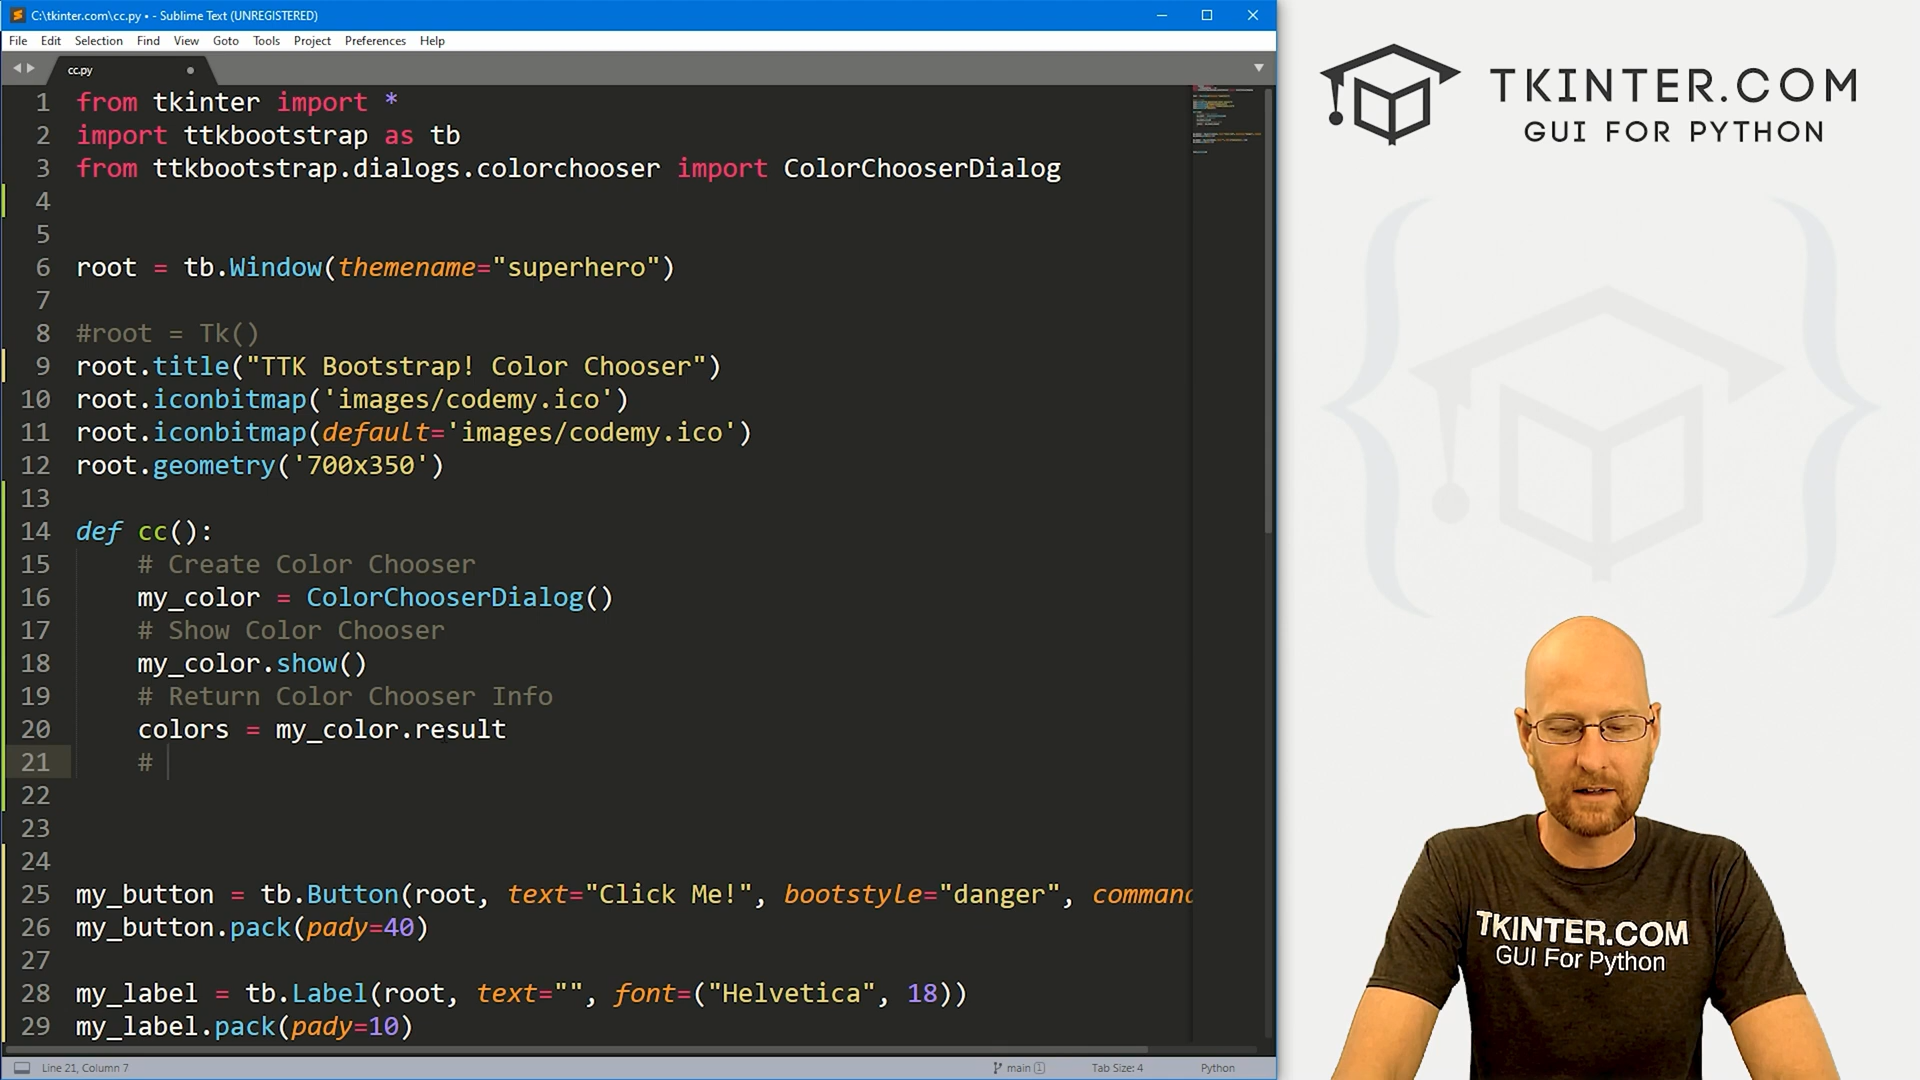 C:\tkinter.com\cc.py • - Sublime Text (UNREGISTERED)
File Edit Selection Find View Goto Tools Project Preferences Help
cc.py
1 from tkinter import *
2 import ttkbootstrap as tb
3 from ttkbootstrap.dialogs.colorchooser import ColorChooserDialog
4
5
6 root = tb.Window(themename="superhero")
7
8 #root = Tk()
9 root.title("TTK Bootstrap! Color Chooser")
10 root.iconbitmap('images/codemy.ico')
11 root.iconbitmap(default='images/codemy.ico')
12 root.geometry('700x350')
13
14 def cc():
15     # Create Color Chooser
16     my_color = ColorChooserDialog()
17     # Show Color Chooser
18     my_color.show()
19     # Return Color Chooser Info
20     colors = my_color.result
21     #
22
23
24
25 my_button = tb.Button(root, text="Click Me!", bootstyle="danger", command
26 my_button.pack(pady=40)
27
28 my_label = tb.Label(root, text="", font=("Helvetica", 18))
29 my_label.pack(pady=10)
Line 21, Column 7 main 1 Tab Size: 4 Python
TKINTER.COM
GUI FOR PYTHON
TKINTER.COM
GUI For Python